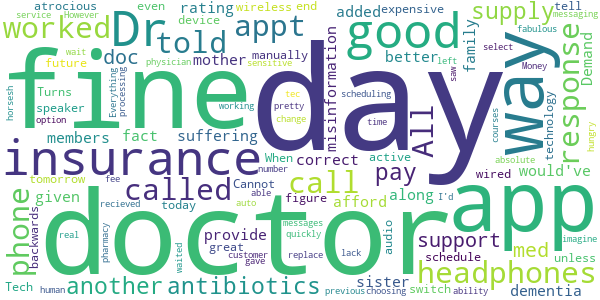 service However
atrocious rating even wireless end
device messaging
worked Dr told appt added expensive tell
manually good supply fabulous
doc better family
future wait physician sensitive left select
Everything processing
mother
Turns
fine day way
speaker saw Money
horsesh tec working pretty scheduling
option change time
misinformation All response Demand
technology
members fact suffering
insurance When correct active would've
courses
tomorrow Cannot number pay wired
absolute hungry
given called fee able call afford along I'd
figure
today auto
phone doctor app
backwards recieved messages provide audio support med
real pharmacy waited quickly great lack schedule unless
customer gave replace sister headphones
another antibiotics imagine
Tech human previous choosing switch ability dementia